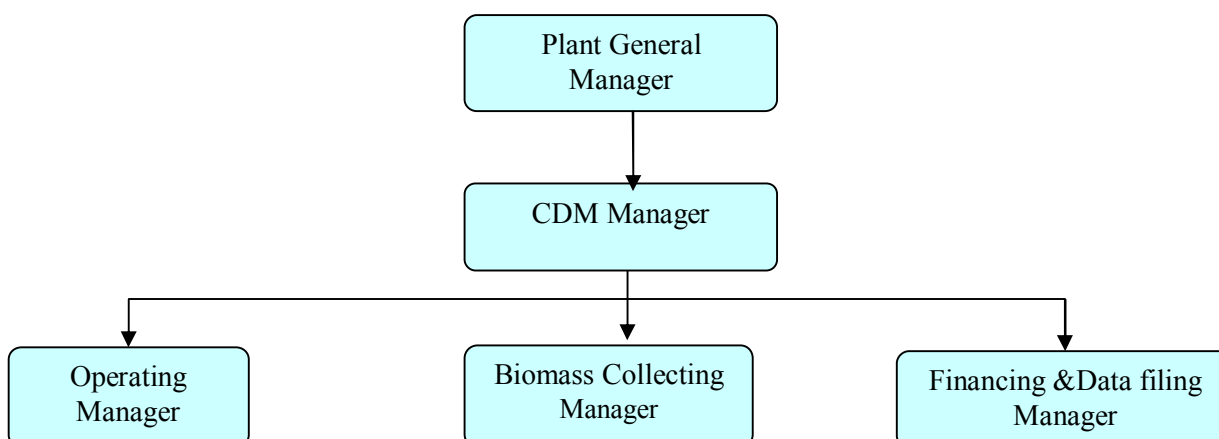 Plant General
Manager
CDM Manager
Operating
Manager
Biomass Collecting
Manager
Financing &Data filing
Manager